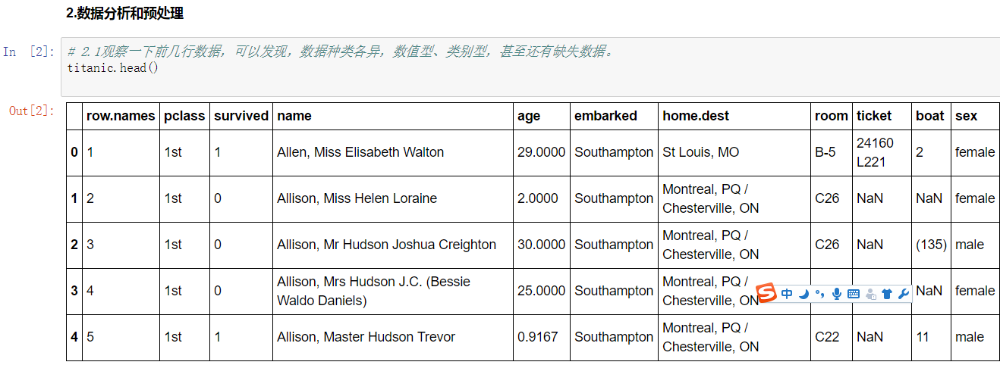 2.数据分析和预处理
In [2]:
# 2.1观察一下前几行数据，可以发现，数据种类各异，数值型、类别型，甚至还有缺失数据。
titanic.head()
Out[2]:
row.names pclass survived name age embarked home.dest room ticket boat sex
0 1 1st 1 Allen, Miss Elisabeth Walton 29.0000 Southampton St Louis, MO B-5 24160 L221 2 female
1 2 1st 0 Allison, Miss Helen Loraine 2.0000 Southampton Montreal, PQ / Chesterville, ON C26 NaN NaN female
2 3 1st 0 Allison, Mr Hudson Joshua Creighton 30.0000 Southampton Montreal, PQ / Chesterville, ON C26 NaN (135) male
3 4 1st 0 Allison, Mrs Hudson J.C. (Bessie Waldo Daniels) 25.0000 Southampton Montreal, PQ / Chesterville, ON NaN female
中
4 5 1st 1 Allison, Master Hudson Trevor 0.9167 Southampton Montreal, PQ / Chesterville, ON C22 NaN 11 male